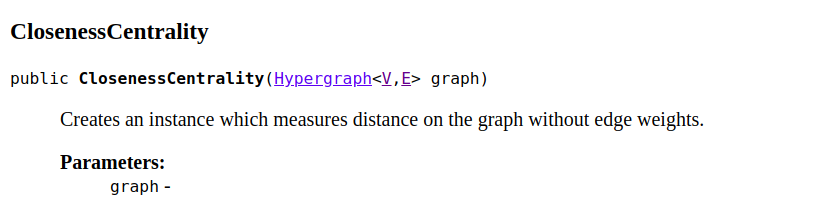 ClosenessCentrality
public ClosenessCentrality(Hypergraph<V,E> graph)
Creates an instance which measures distance on the graph without edge weights.
Parameters:
graph -